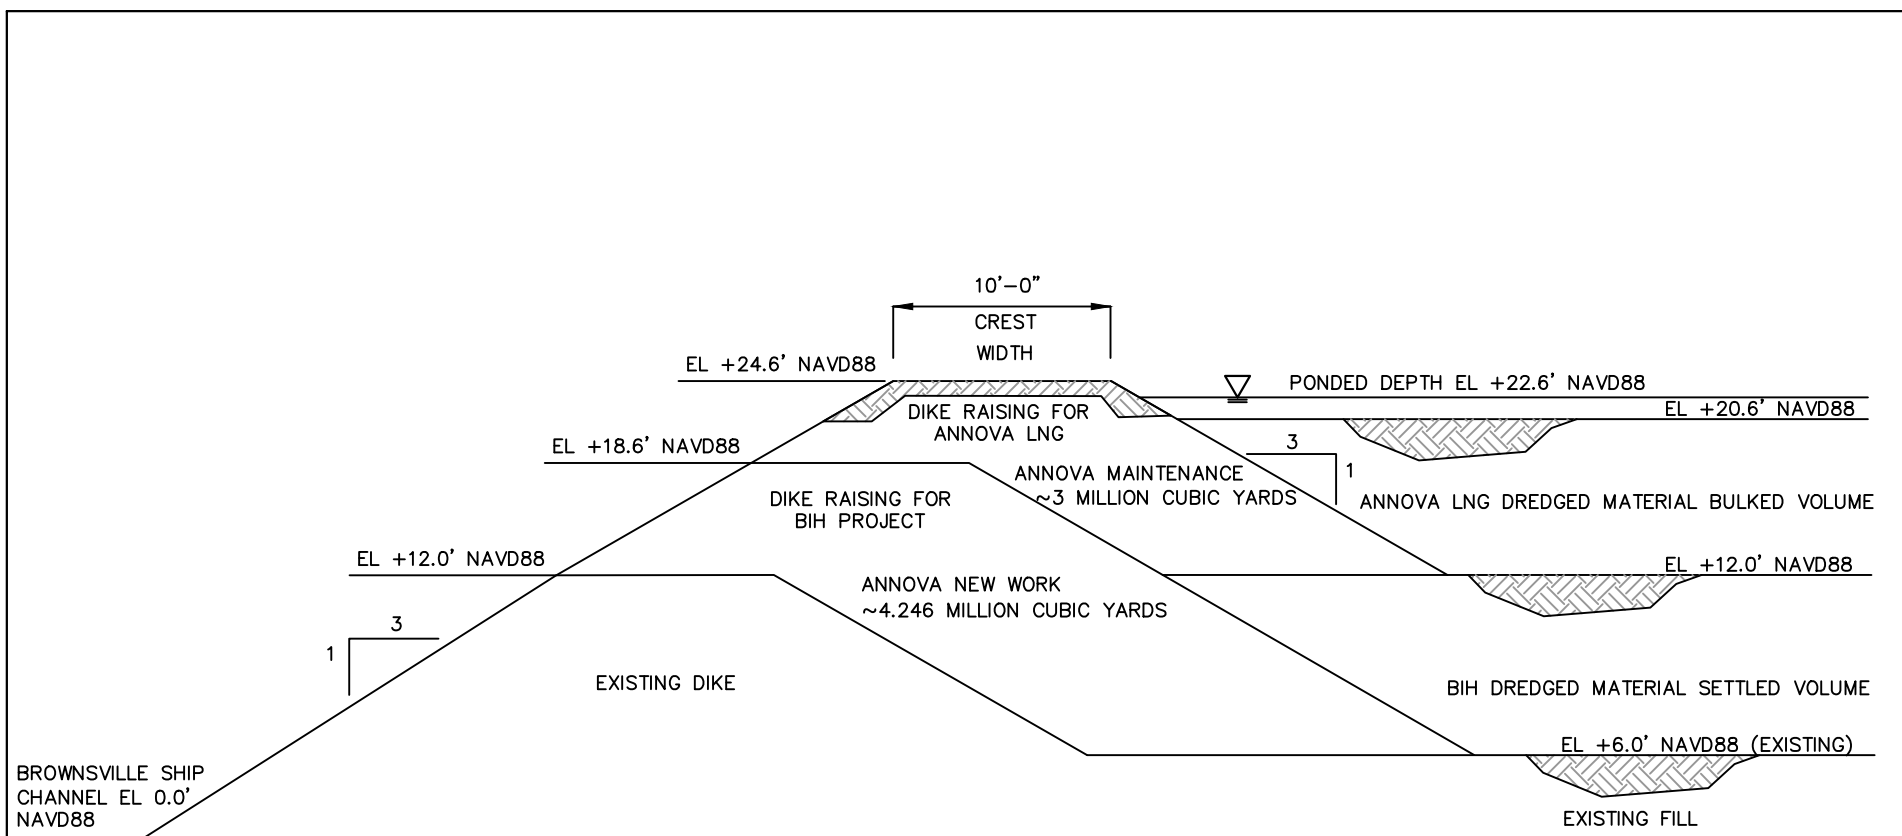 10'-0"
CREST
WIDTH
EL +24.6' NAVD88
PONDED DEPTH EL +22.6' NAVD88
EL +20.6' NAVD88
DIKE RAISING FOR
ANNOVA LNG
EL +18.6' NAVD88
3
1
ANNOVA MAINTENANCE
~3 MILLION CUBIC YARDS
ANNOVA LNG DREDGED MATERIAL BULKED VOLUME
DIKE RAISING FOR
BIH PROJECT
EL +12.0' NAVD88
EL +12.0' NAVD88
ANNOVA NEW WORK
~4.246 MILLION CUBIC YARDS
3
1
EXISTING DIKE
BIH DREDGED MATERIAL SETTLED VOLUME
EL +6.0' NAVD88 (EXISTING)
BROWNSVILLE SHIP
CHANNEL EL 0.0'
NAVD88
EXISTING FILL